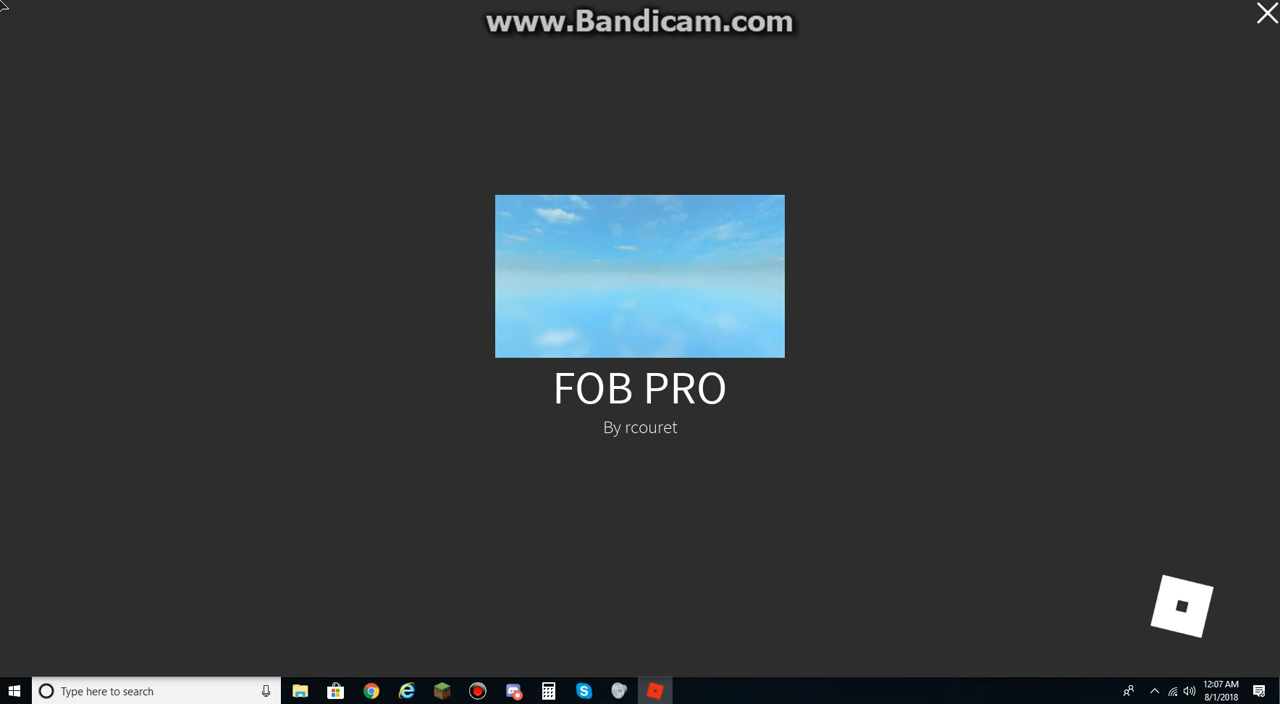 www.Bandicam.com
FOB PRO
By rcouret
Type here to search
12:07 AM
8/1/2018